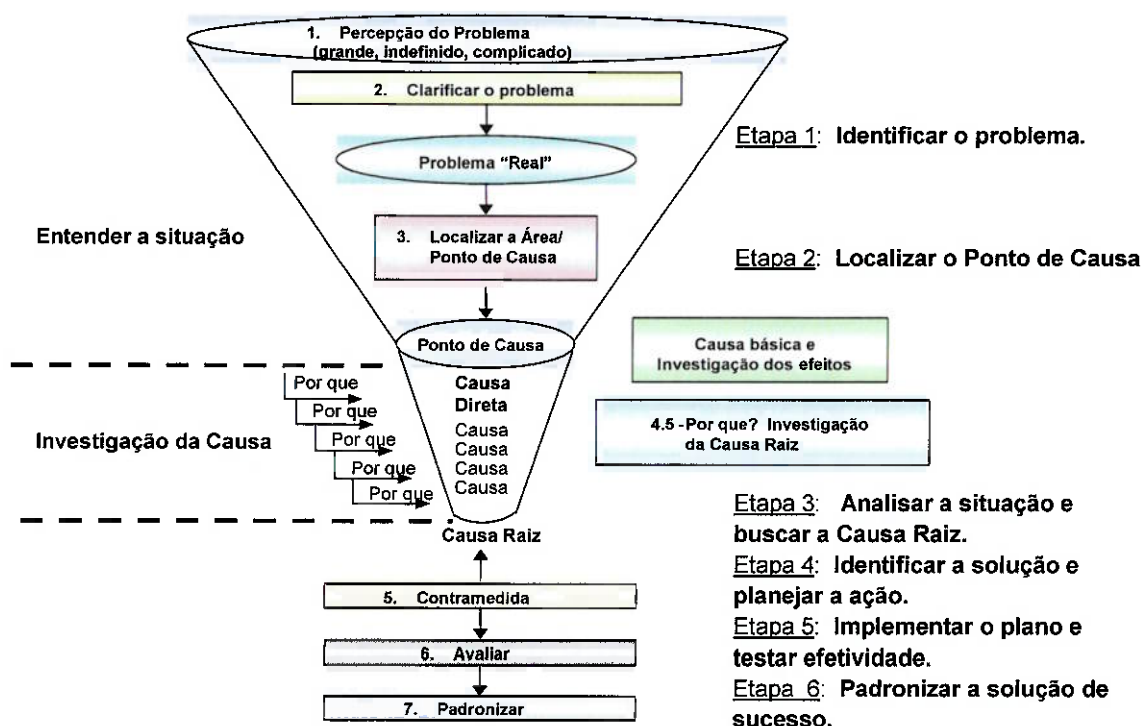 1. Percepção do Problema
(grande, indefinido, complicado)
2. Clarificar o problema
Problema “Real”
3. Localizar a Área/
Ponto de Causa
Ponto de Causa
Entender a situação
Investigação da Causa
Por que
Por que
Por que
Por que
Por que
Causa
Direta
Causa
Causa
Causa
Causa
Causa Raiz
5. Contramedida
6. Avaliar
7. Padronizar
Etapa 1: Identificar o problema.
Etapa 2: Localizar o Ponto de Causa
Causa básica e
Investigação dos efeitos
4.5 -Por que? Investigação
da Causa Raiz
Etapa 3: Analisar a situação e
buscar a Causa Raiz.
Etapa 4: Identificar a solução e
planejar a ação.
Etapa 5: Implementar o plano e
testar efetividade.
Etapa 6: Padronizar a solução de
sucesso.